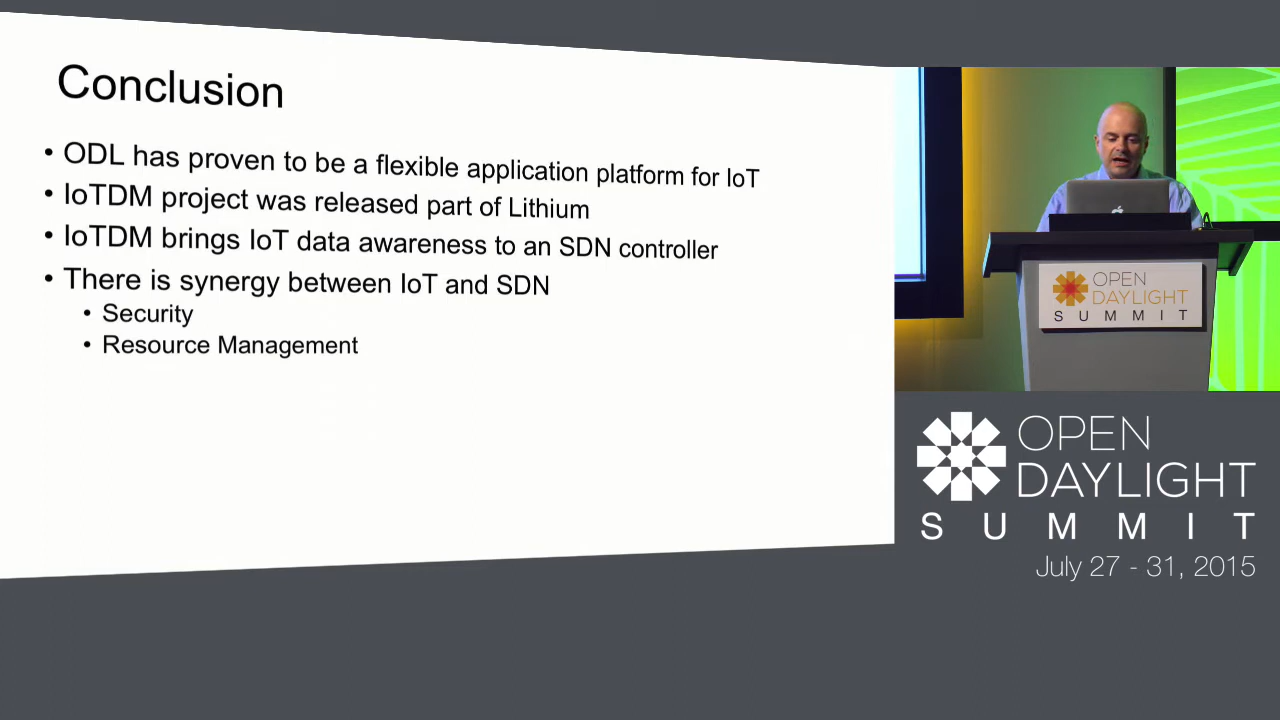 Conclusion
• ODL has proven to be a flexible application platform for IoT
• IoTDM project was released part of Lithium
• IoTDM brings IoT data awareness to an SDN controller
• There is synergy between IoT and SDN
• Security
• Resource Management
OPEN
DAYLIGHT
SUMMIT
OPEN
DAYLIGHT
SUMMIT
July 27 - 31, 2015